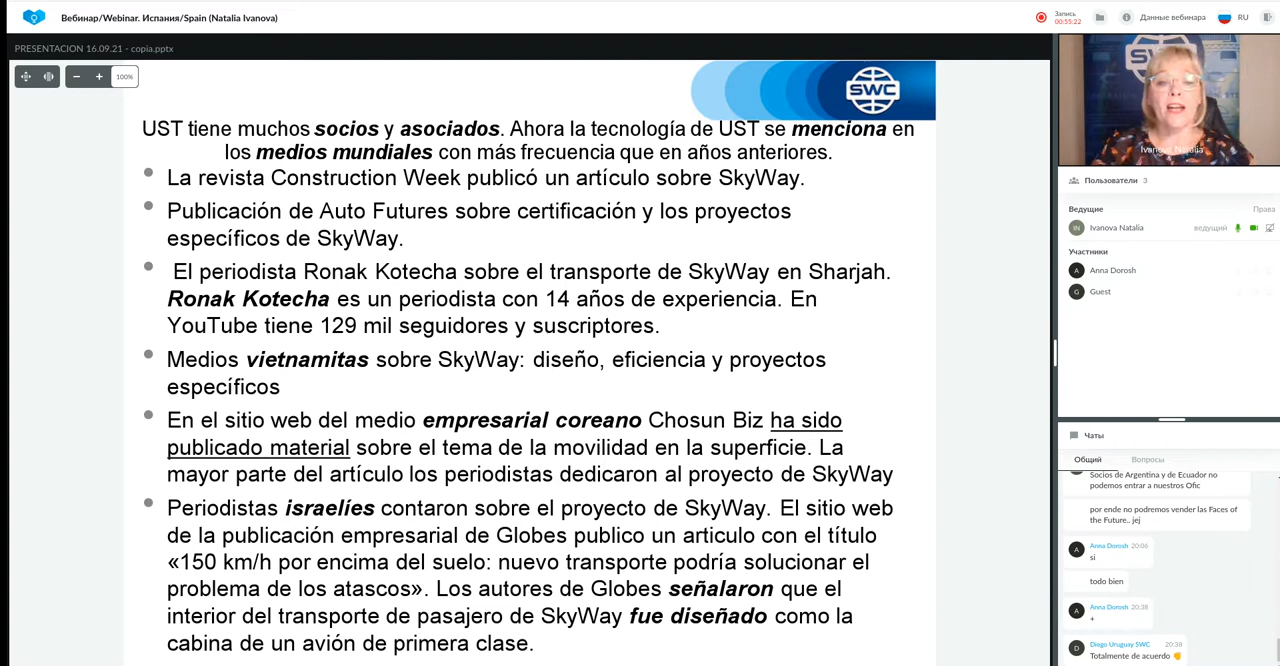 Вебинар/Webinar. Испания/Spain (Natalia Ivanova)
Запись
00:55:22
Данные вебинара
RU
PRESENTACION 16.09.21 - copia.pptx
100%
SWC
UST tiene muchos socios y asociados. Ahora la tecnología de UST se menciona en
los medios mundiales con más frecuencia que en años anteriores.
La revista Construction Week publicó un artículo sobre SkyWay.
Publicación de Auto Futures sobre certificación y los proyectos
específicos de SkyWay.
El periodista Ronak Kotecha sobre el transporte de SkyWay en Sharjah.
Ronak Kotecha es un periodista con 14 años de experiencia. En
YouTube tiene 129 mil seguidores y suscriptores.
Medios vietnamitas sobre SkyWay: diseño, eficiencia y proyectos
específicos
En el sitio web del medio empresarial coreano Chosun Biz ha sido
publicado material sobre el tema de la movilidad en la superficie. La
mayor parte del artículo los periodistas dedicaron al proyecto de SkyWay
Periodistas israelíes contaron sobre el proyecto de SkyWay. El sitio web
de la publicación empresarial de Globes publico un articulo con el título
«150 km/h por encima del suelo: nuevo transporte podría solucionar el
problema de los atascos». Los autores de Globes señalaron que el
interior del transporte de pasajero de SkyWay fue diseñado como la
cabina de un avión de primera clase.
Ivanova Natalia
Пользователи 3
Ведущие
Права
IN Ivanova Natalia
ведущий
Участники
A Anna Dorosh
G Guest
Чаты
Общий
Вопросы
Socios de Argentina y de Ecuador no
podemos entrar a nuestros Ofic
por ende no podremos vender las Faces of
the Future.. jej
A Anna Dorosh 20:06
si
todo bien
A Anna Dorosh 20:38
+
D Diego Uruguay SWC 20:38
Totalmente de acuerdo 👏